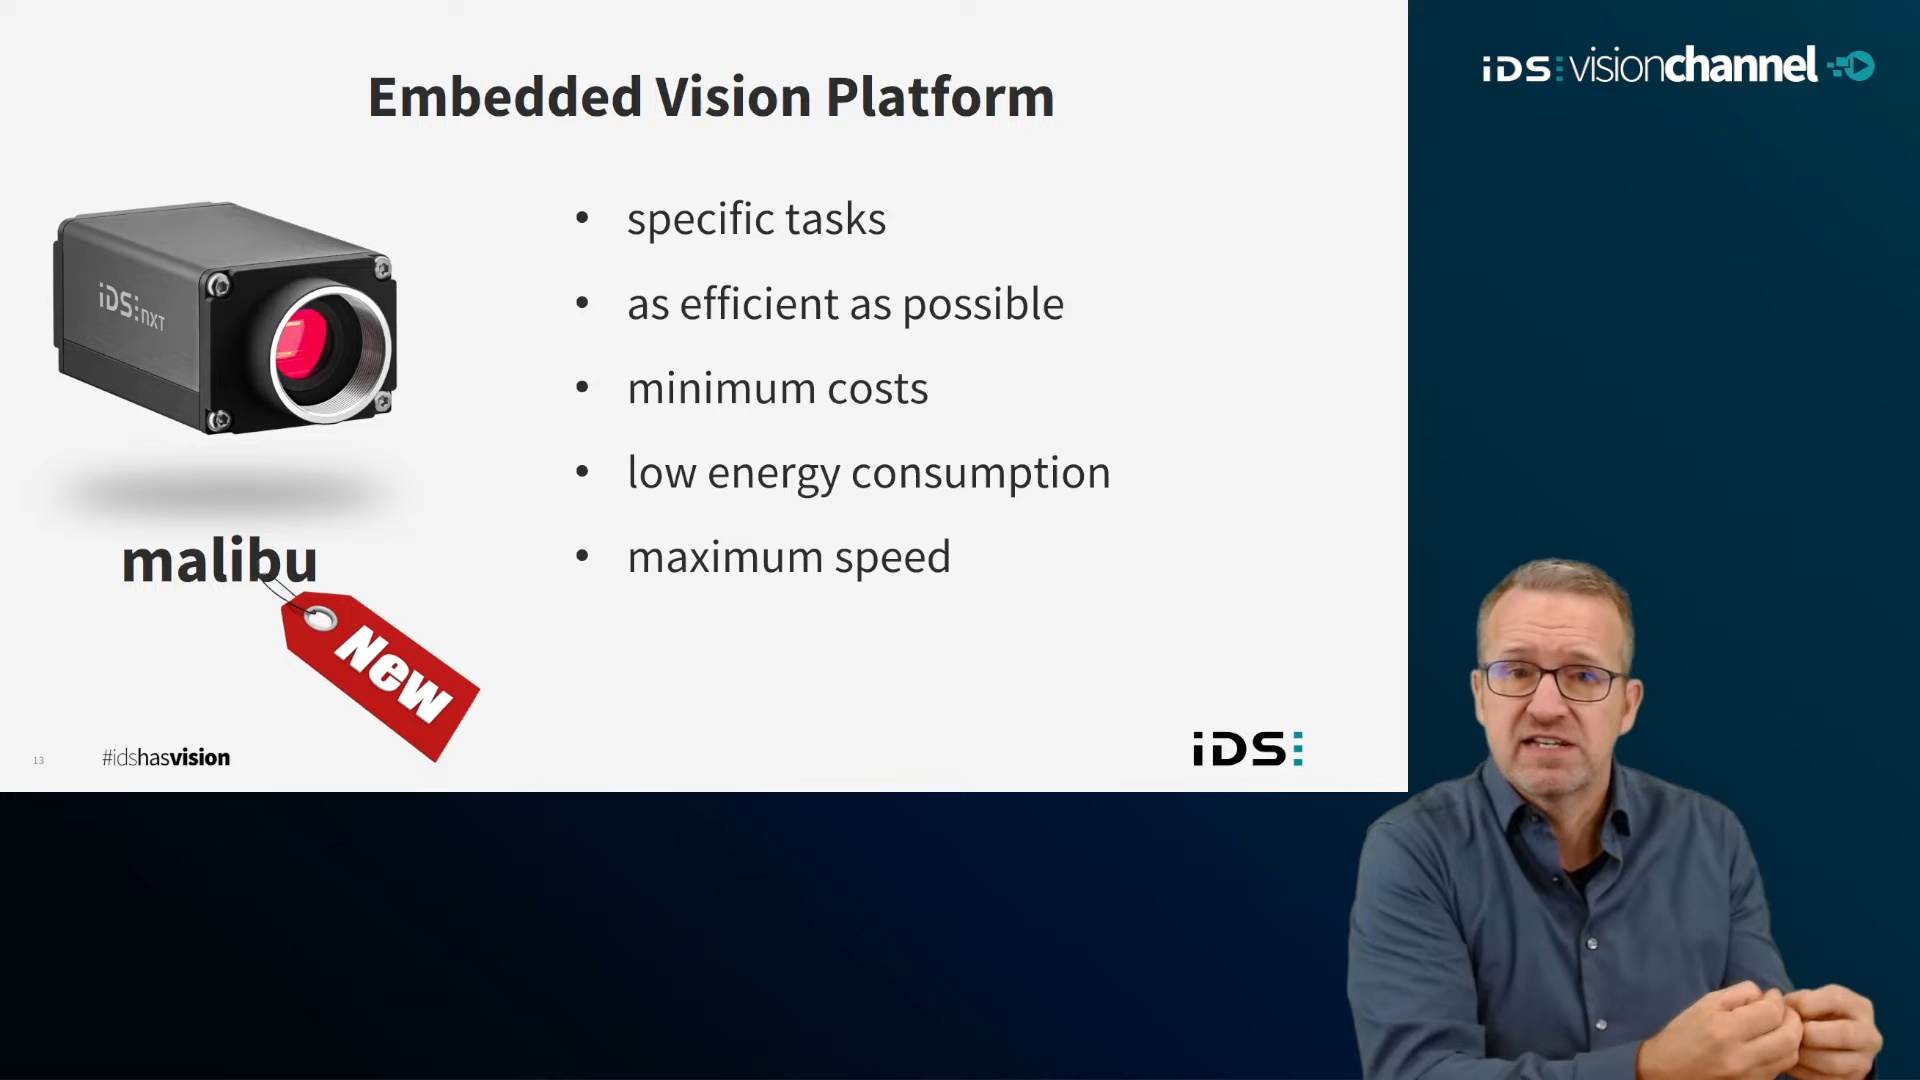 Embedded Vision Platform
iDS:nxt
• specific tasks
• as efficient as possible
• minimum costs
• low energy consumption
• maximum speed
malibu
New
13
#idshasvision
iDS
iDS visionchannel